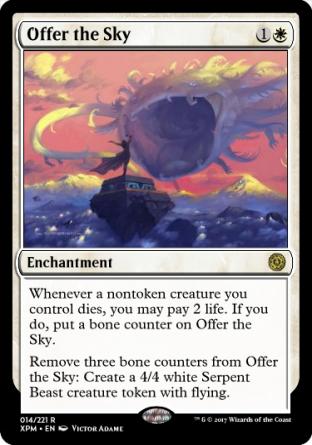 Offer the Sky 1
Enchantment
Whenever a nontoken creature you
control dies, you may pay 2 life. If you
do, put a bone counter on Offer the
Sky.
Remove three bone counters from Offer
the Sky: Create a 4/4 white Serpent
Beast creature token with flying.
014/221 R
XPM • EN VICTOR ADAME
™ & © 2017 Wizards of the Coast